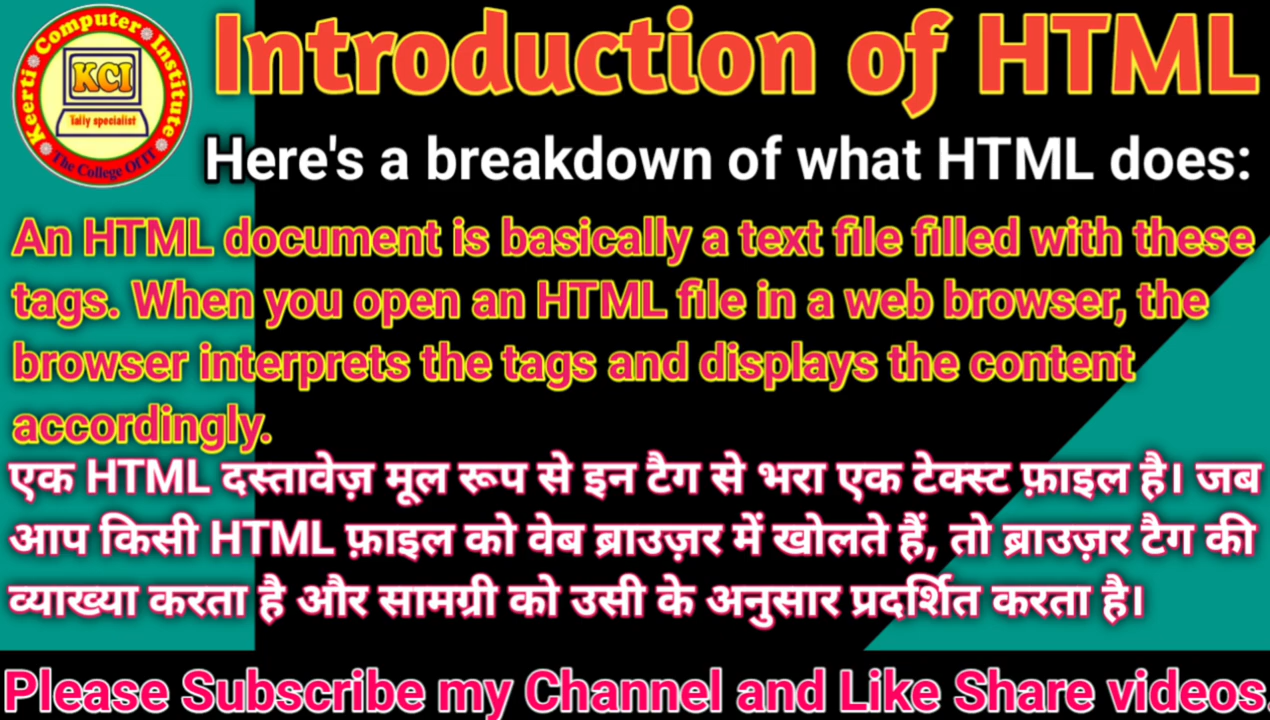 Keerti Computer Institute
KCI
Tally specialist
The College Of IT
Introduction of HTML
Here's a breakdown of what HTML does:
An HTML document is basically a text file filled with these
tags. When you open an HTML file in a web browser, the
browser interprets the tags and displays the content
accordingly.
एक HTML दस्तावेज़ मूल रूप से इन टैग से भरा एक टेक्स्ट फ़ाइल है। जब
आप किसी HTML फ़ाइल को वेब ब्राउज़र में खोलते हैं, तो ब्राउज़र टैग की
व्याख्या करता है और सामग्री को उसी के अनुसार प्रदर्शित करता है।
Please Subscribe my Channel and Like Share videos.